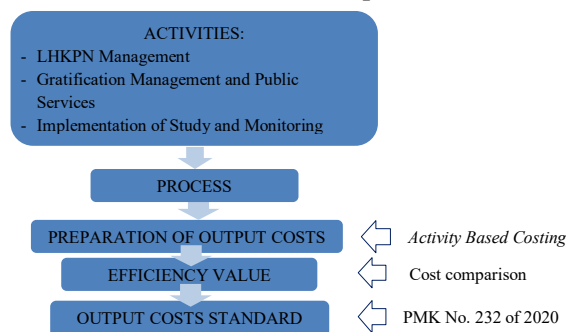 ACTIVITIES:
- LHKPN Management
- Gratification Management and Public
Services
- Implementation of Study and Monitoring
PROCESS
PREPARATION OF OUTPUT COSTS
Activity Based Costing
EFFICIENCY VALUE
Cost comparison
OUTPUT COSTS STANDARD
PMK No. 232 of 2020